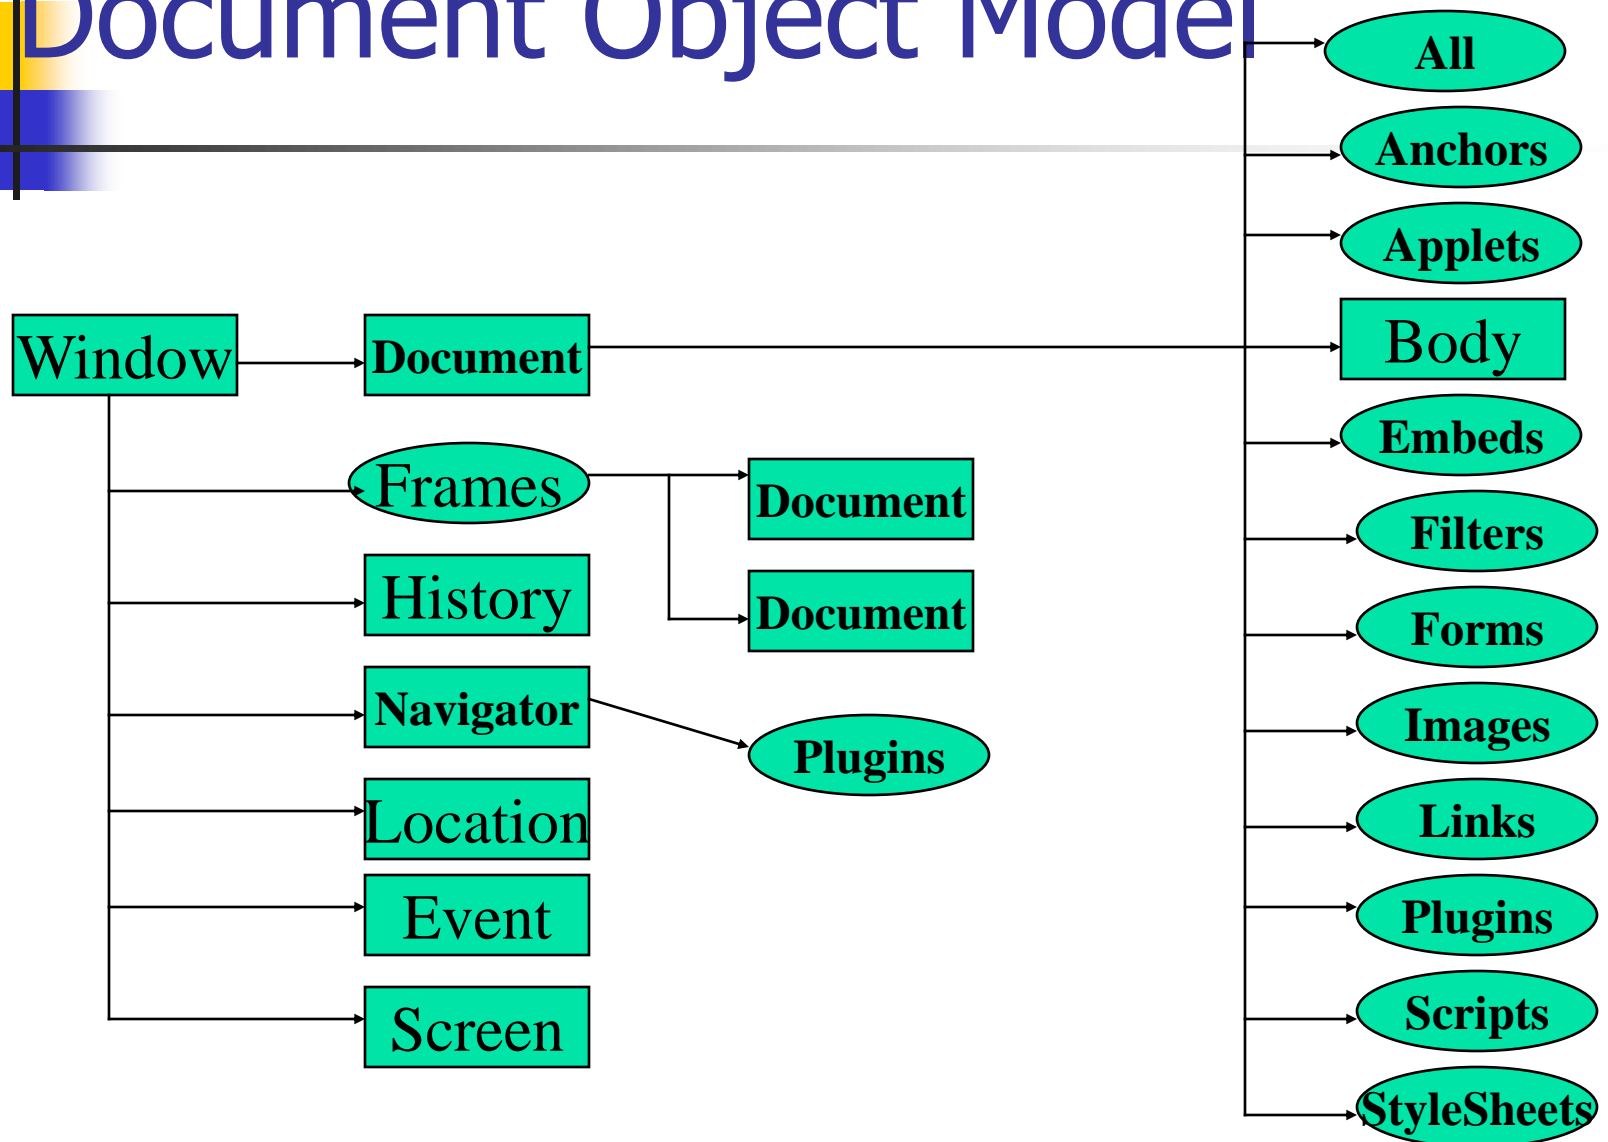 Document Object Model
All
Anchors
Applets
Window
Document
Body
Embeds
Frames
Document
Filters
History
Document
Forms
Navigator
Plugins
Images
Location
Links
Event
Plugins
Screen
Scripts
StyleSheets